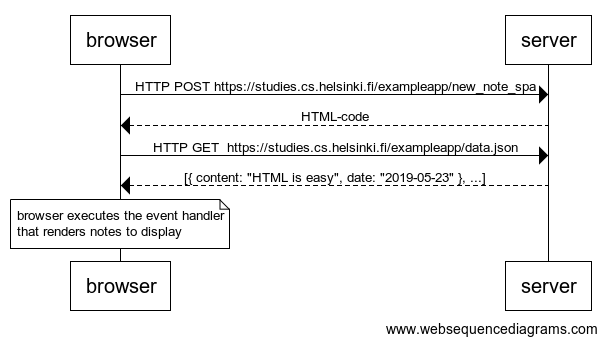 browser
server
HTTP POST https://studies.cs.helsinki.fi/exampleapp/new_note_spa
HTML-code
HTTP GET  https://studies.cs.helsinki.fi/exampleapp/data.json
[{ content: "HTML is easy", date: "2019-05-23" }, ...]
browser executes the event handler
that renders notes to display
browser
server
www.websequencediagrams.com